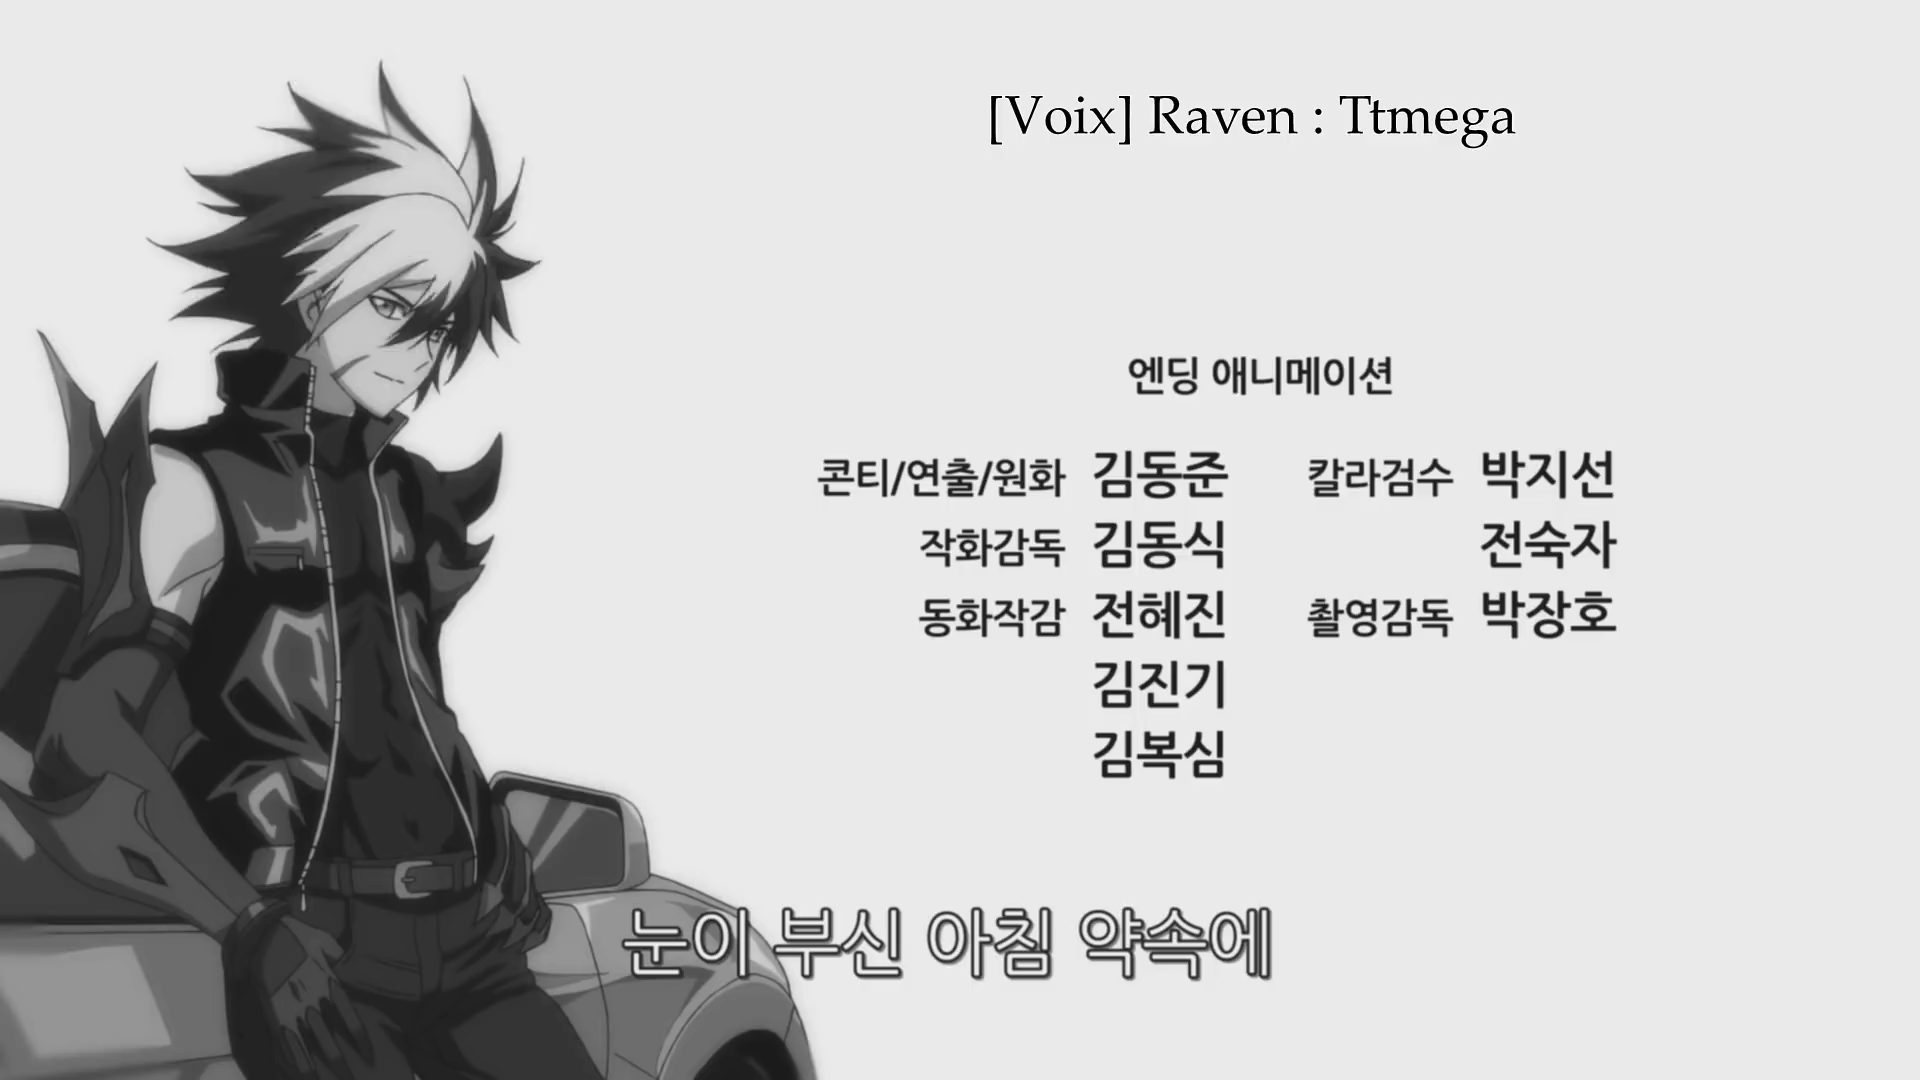 [Voix] Raven : Ttmega
엔딩 애니메이션
콘티/연출/원화 김동준 칼라검수 박지선
작화감독 김동식 전숙자
동화작감 전혜진 촬영감독 박장호
김진기
김복심
눈이 부신 아침 약속에